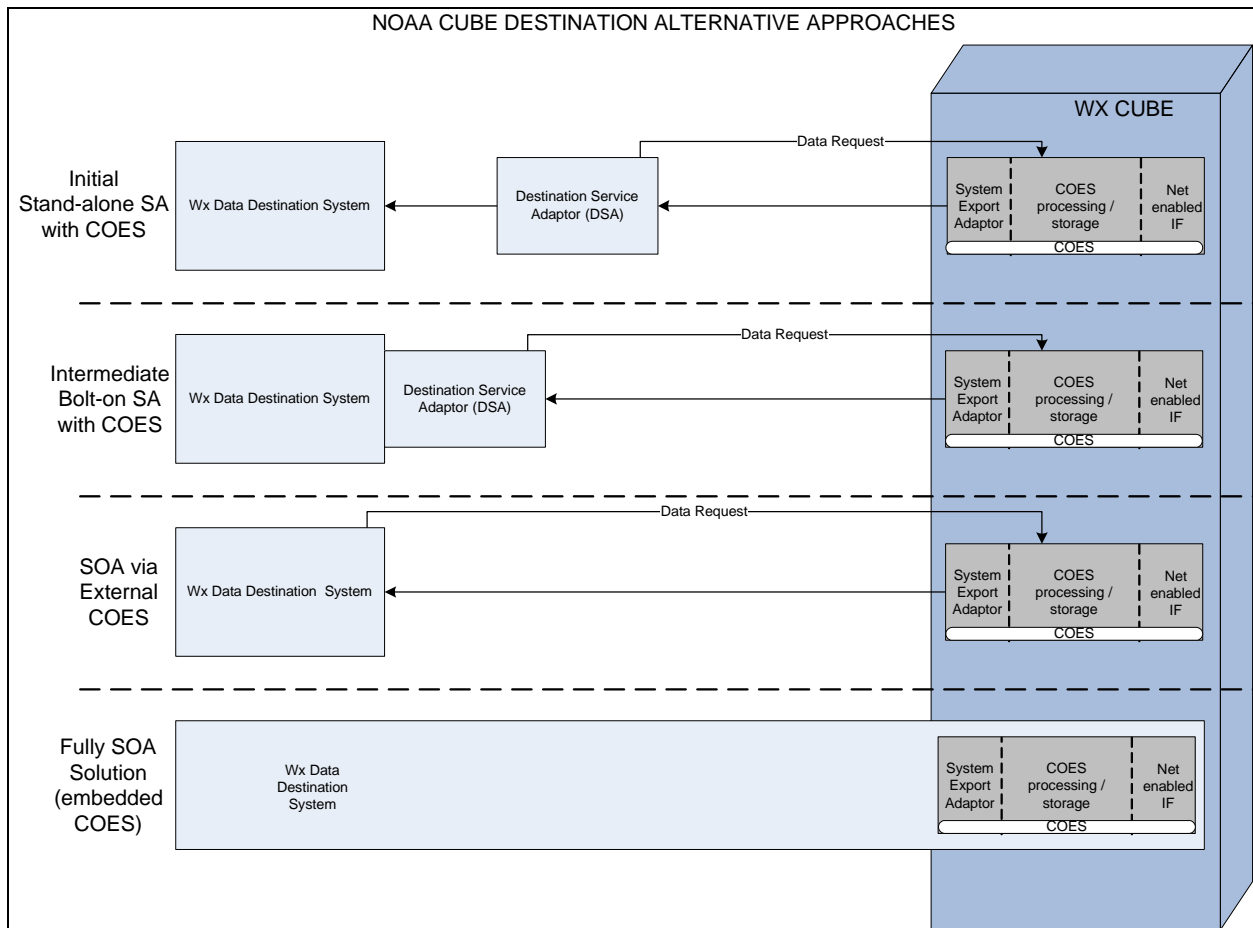 NOAA CUBE DESTINATION ALTERNATIVE APPROACHES
WX CUBE
Initial
Stand-alone SA
with COES
Wx Data Destination System
Destination Service
Adaptor (DSA)
Data Request
System
Export
Adaptor
COES
processing /
storage
Net
enabled
IF
COES
Intermediate
Bolt-on SA
with COES
Wx Data Destination System
Destination Service
Adaptor (DSA)
Data Request
System
Export
Adaptor
COES
processing /
storage
Net
enabled
IF
COES
SOA via
External
COES
Wx Data Destination System
Data Request
System
Export
Adaptor
COES
processing /
storage
Net
enabled
IF
COES
Fully SOA
Solution
(embedded
COES)
Wx Data
Destination
System
System
Export
Adaptor
COES
processing /
storage
Net
enabled
IF
COES